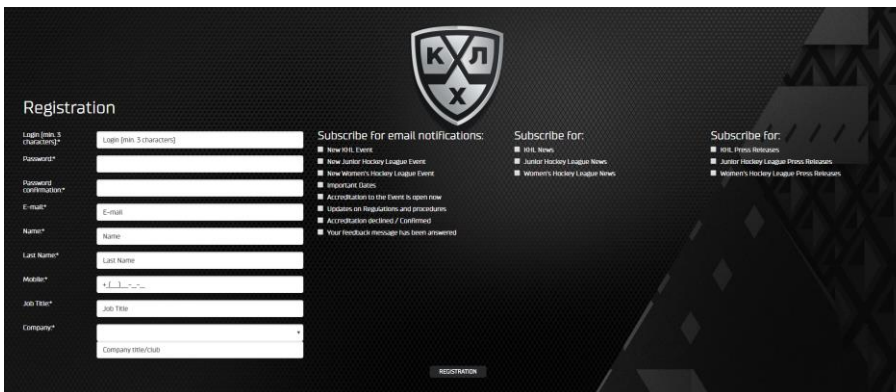 К Л
Х
Registration
Login [min. 3
characters]:*
Login [min. 3 characters]
Password:*
Password
confirmation:*
E-mail:*
E-mail
Name:*
Name
Last Name:*
Last Name
Mobile:*
+_(__)__-_-_
Job Title:*
Job Title
Company:*
Company title/club
Subscribe for email notifications:
New KHL Event
New Junior Hockey League Event
New Women's Hockey League Event
Important Dates
Accreditation to the Event is open now
Updates on Regulations and procedures
Accreditation declined / Confirmed
Your feedback message has been answered
Subscribe for:
KHL News
Junior Hockey League News
Women's Hockey League News
Subscribe for:
KHL Press Releases
Junior Hockey League Press Releases
Women's Hockey League Press Releases
REGISTRATION